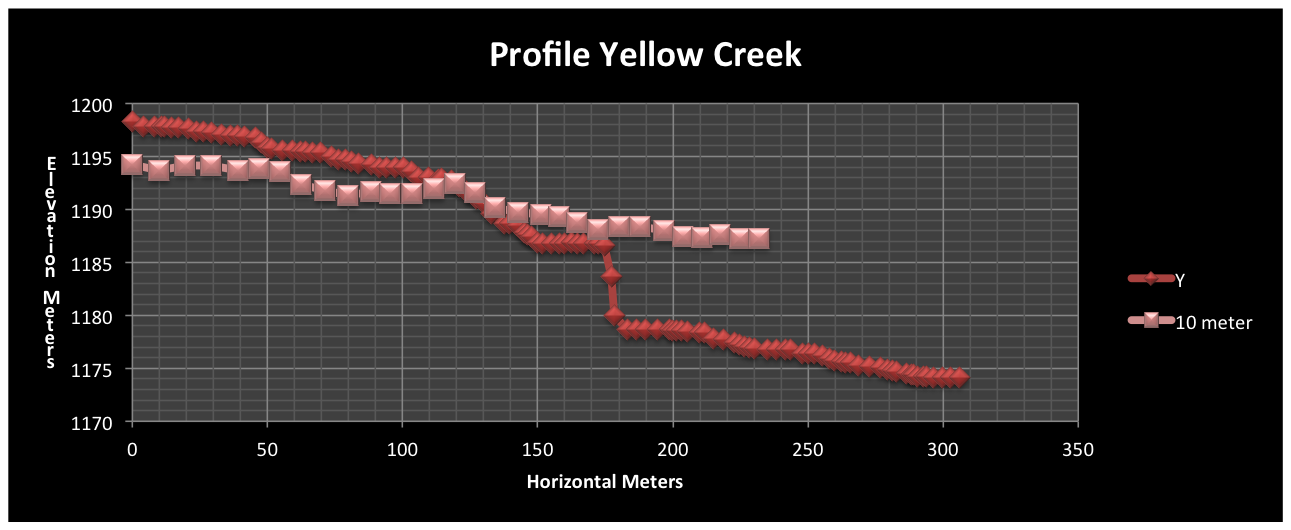 Profile Yellow Creek
Elevation Meters
1200
1195
1190
1185
1180
1175
1170
0 50 100 150 200 250 300 350
Horizontal Meters
Y
10 meter